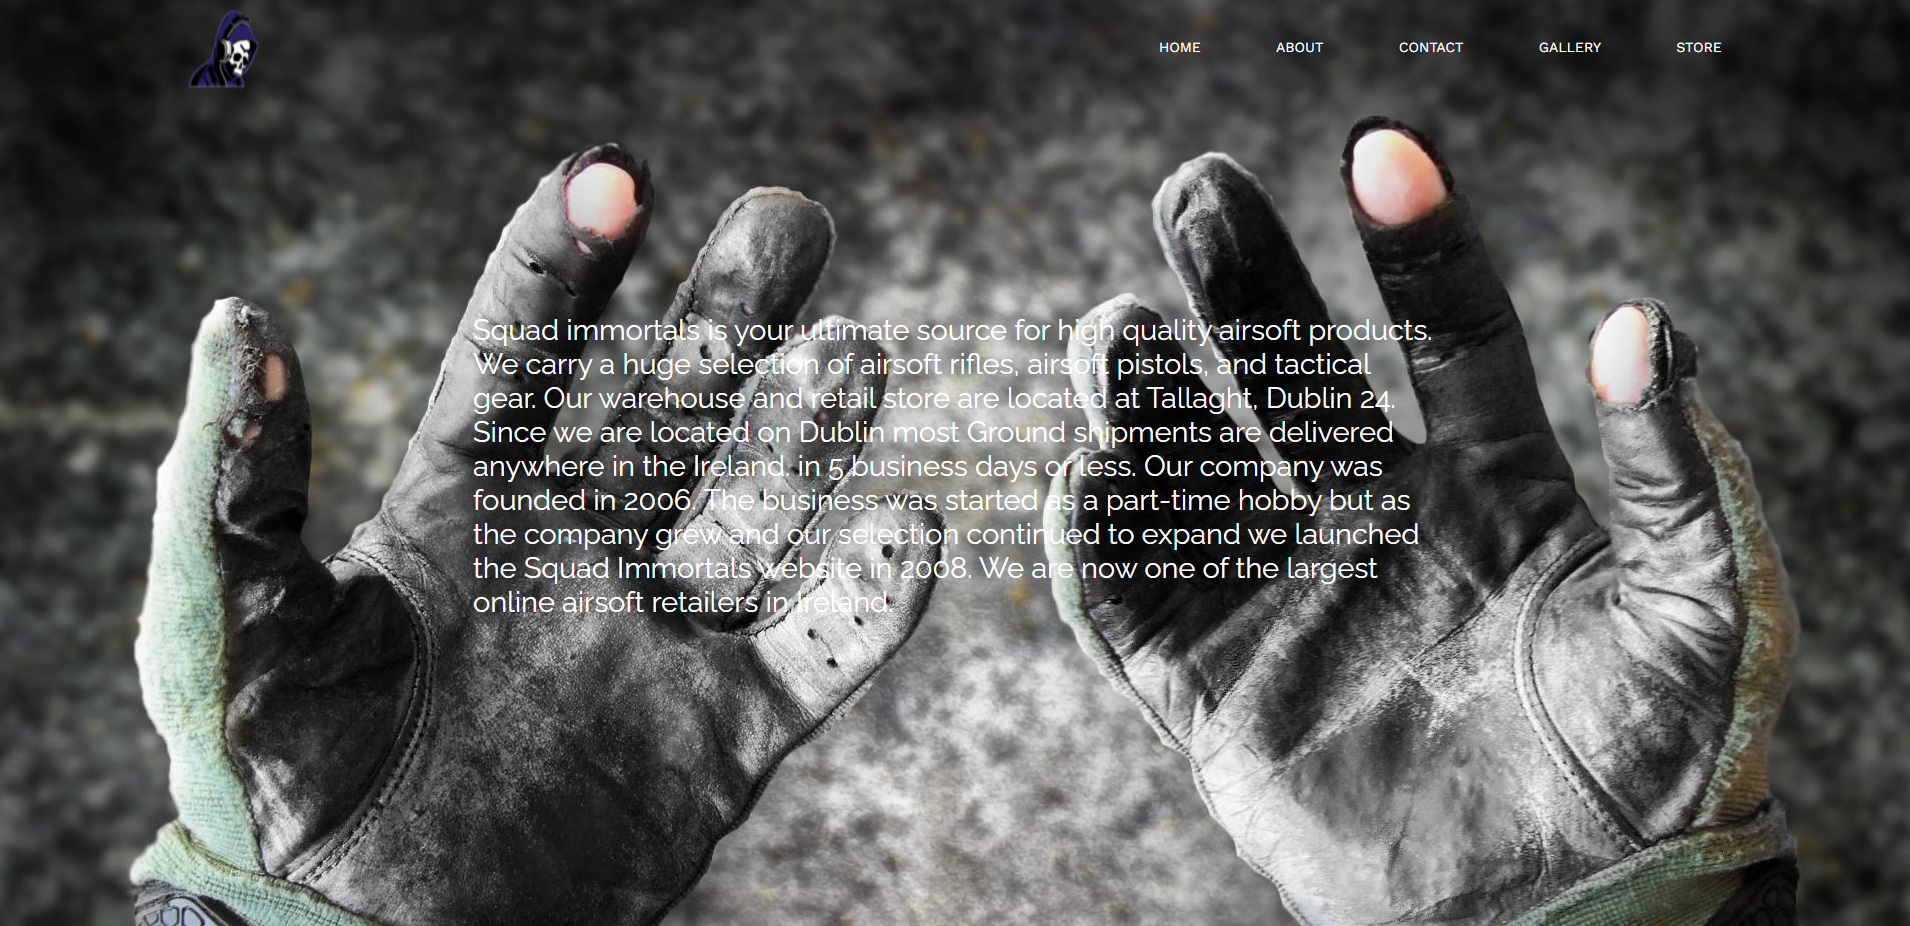 HOME ABOUT CONTACT GALLERY STORE
Squad immortals is your ultimate source for high quality airsoft products.
We carry a huge selection of airsoft rifles, airsoft pistols, and tactical
gear. Our warehouse and retail store are located at Tallaght, Dublin 24.
Since we are located on Dublin most Ground shipments are delivered
anywhere in the Ireland, in 5 business days or less. Our company was
founded in 2006. The business was started as a part-time hobby but as
the company grew and our selection continued to expand we launched
the Squad Immortals website in 2008. We are now one of the largest
online airsoft retailers in Ireland.